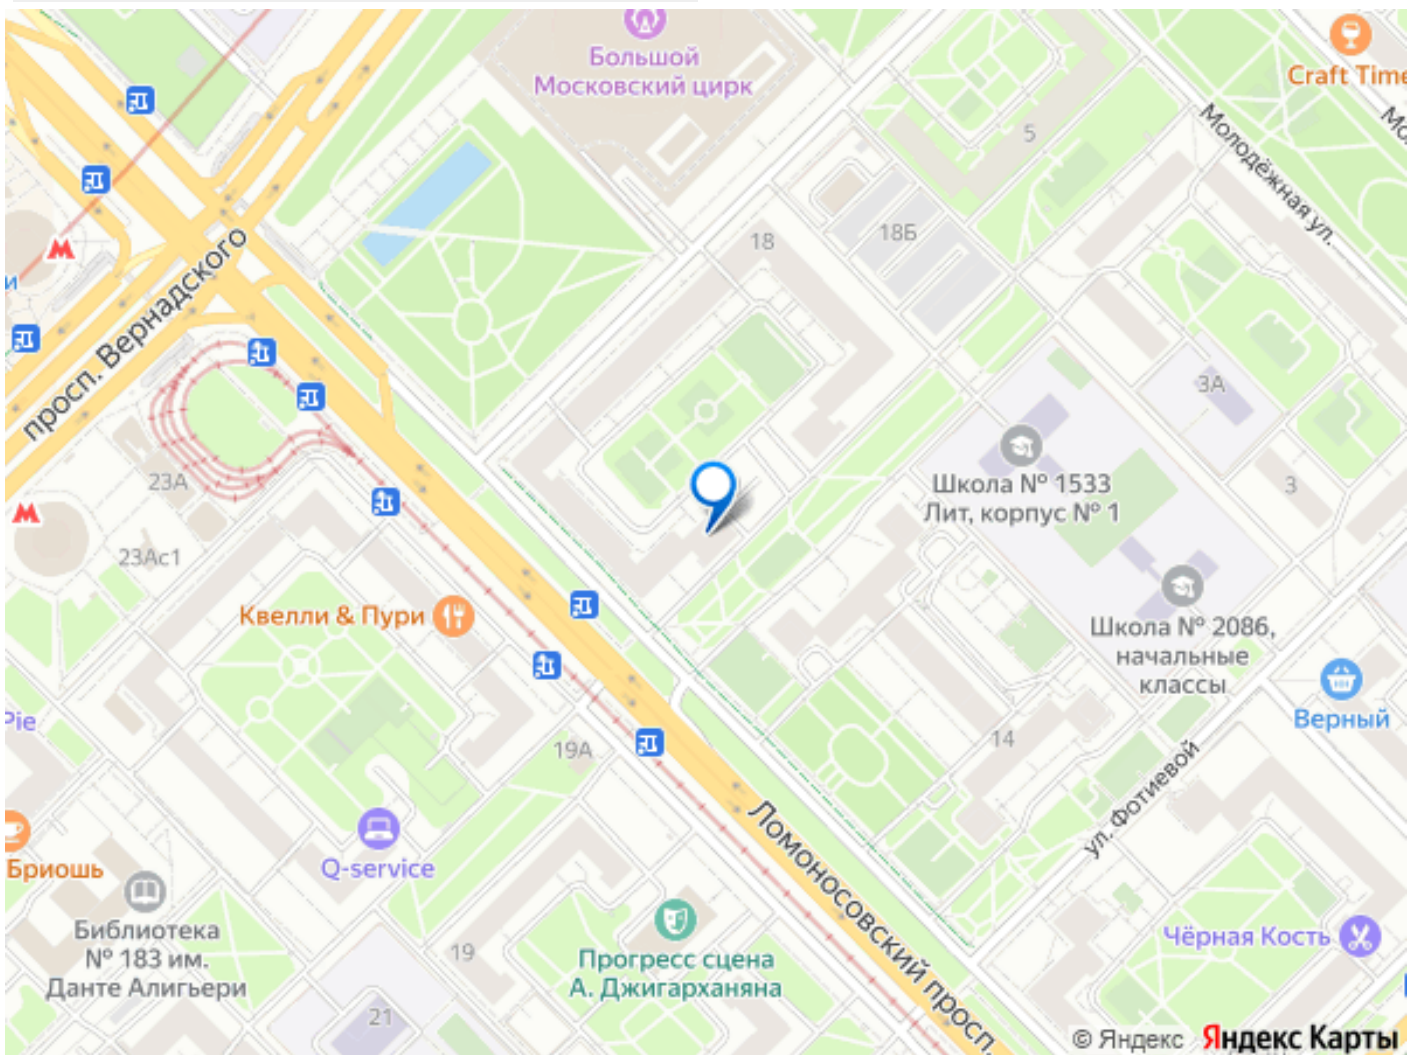 Большой
Московский цирк
Craft Time
Молодёжная ул.
5
18
18Б
просп. Вернадского
3А
Школа № 1533
Лит, корпус № 1
3
23А
23Ас1
Квелли & Пури
Школа № 2086,
начальные
классы
Верный
Pie
19А
14
ул. Фотиевой
Ломоносовский просп.
Бриошь
Q-service
Библиотека
№ 183 им.
Данте Алигьери
19
Прогресс сцена
А. Джигарханяна
Чёрная Кость
21
© Яндекс Яндекс Карты